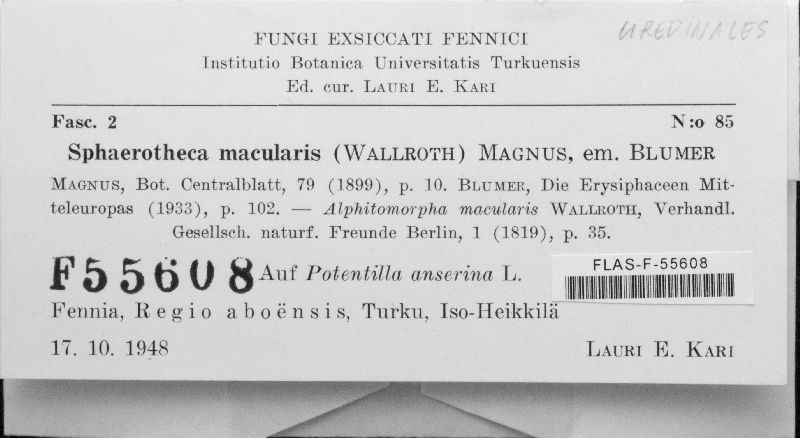 UREDINALES
FUNGI EXSICCATI FENNICI
Institutio Botanica Universitatis Turkuensis
Ed. cur. LAURI E. KARI
Fasc. 2 N:o 85
Sphaerotheca macularis (WALLROTH) MAGNUS, em. BLUMER
MAGNUS, Bot. Centralblatt, 79 (1899), p. 10. BLUMER, Die Erysiphaceen Mit-
teleuropas (1933), p. 102. — Alphitomorpha macularis WALLROTH, Verhandl.
Gesellsch. naturf. Freunde Berlin, 1 (1819), p. 35.
F55608 Auf Potentilla anserina L.
FLAS-F-55608
Fennia, Regio aboënsis, Turku, Iso-Heikkilä
17. 10. 1948 LAURI E. KARI